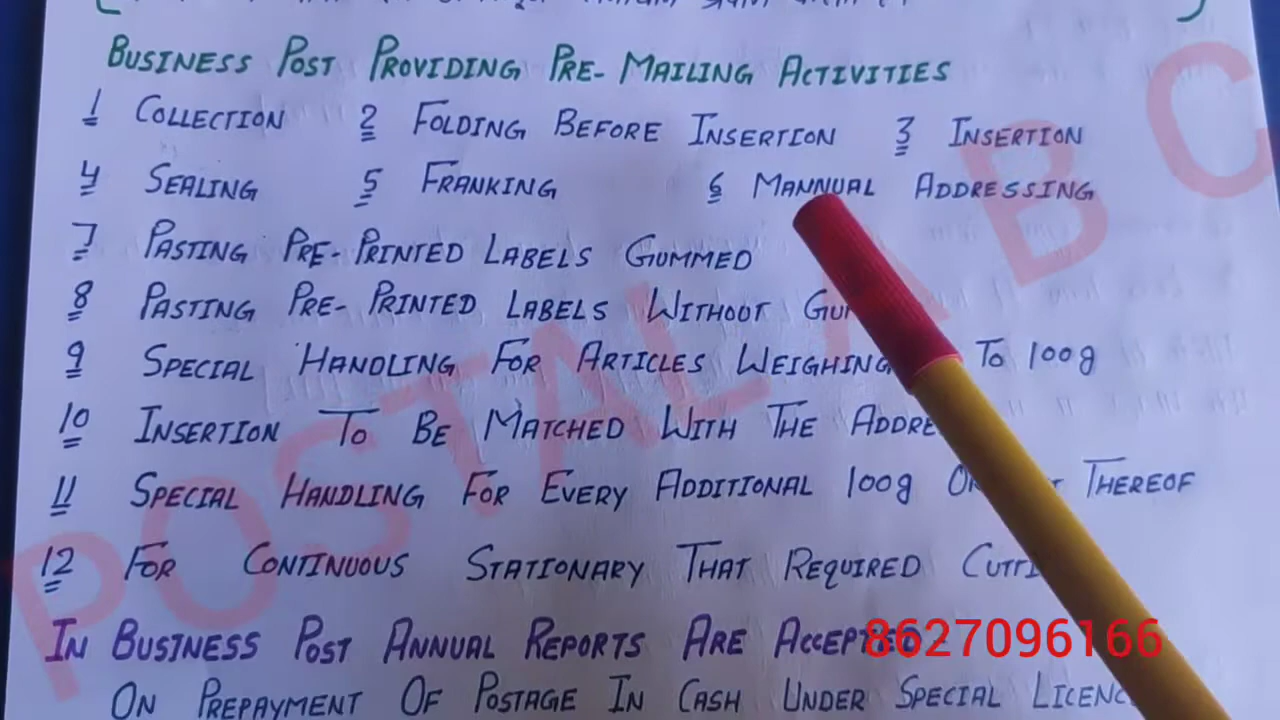 BUSINESS POST PROVIDING PRE-MAILING ACTIVITIES
1 COLLECTION 2 FOLDING BEFORE INSERTION 3 INSERTION
4 SEALING 5 FRANKING 6 MANNUAL ADDRESSING
7 PASTING PRE-PRINTED LABELS GUMMED
8 PASTING PRE-PRINTED LABELS WITHOUT
9 SPECIAL HANDLING FOR ARTICLES WEIGHING TO 100g
10 INSERTION TO BE MATCHED WITH THE
11 SPECIAL HANDLING FOR EVERY ADDITIONAL 100g THEREOF
12 FOR CONTINUOUS STATIONARY THAT REQUIRED
IN BUSINESS POST ANNUAL REPORTS ARE ACCEPTED
8627096166
ON PREPAYMENT OF POSTAGE IN CASH UNDER SPECIAL
POSTAL ABC